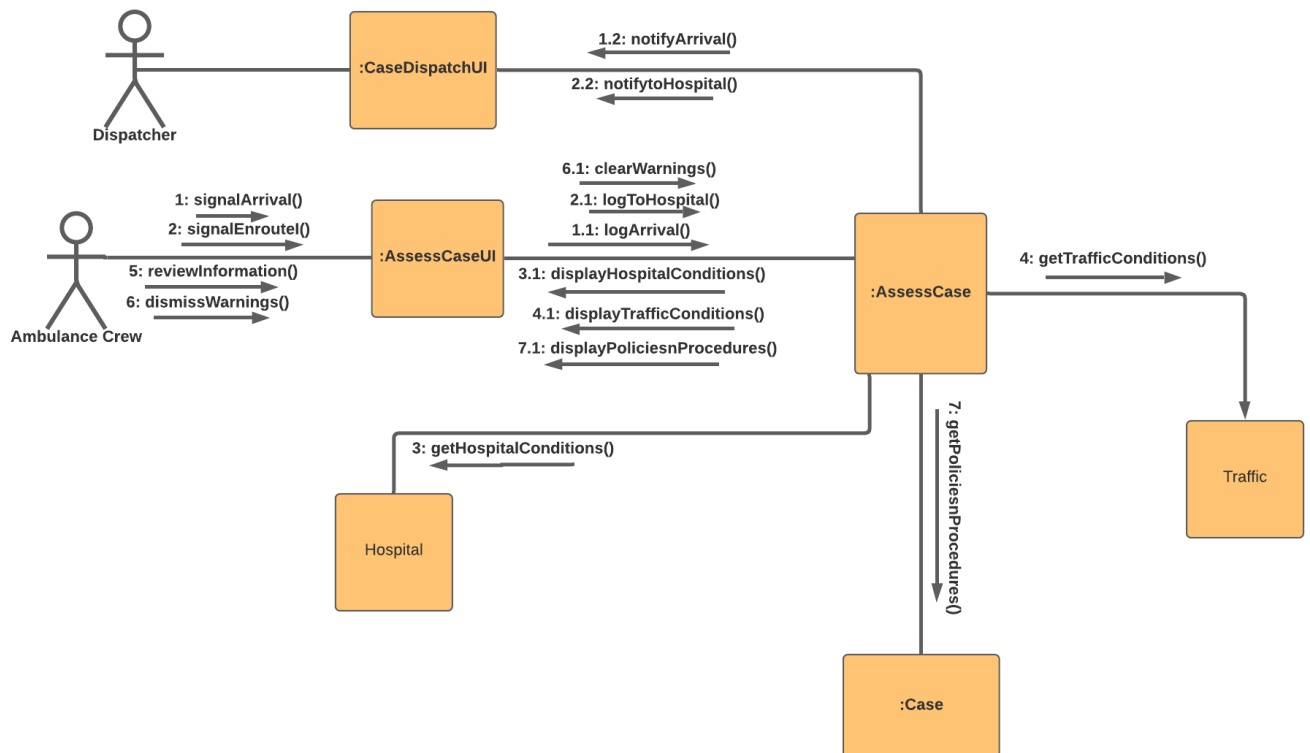 1.2: notifyArrival()
:CaseDispatchUI
2.2: notifytoHospital()
Dispatcher
6.1: clearWarnings()
1: signalArrival()
2.1: logToHospital()
2: signalEnroutel()
1.1: logArrival()
:AssessCaseUI
4: getTrafficConditions()
5: reviewInformation()
3.1: displayHospitalConditions()
:AssessCase
6: dismissWarnings()
4.1: displayTrafficConditions()
Ambulance Crew
7.1: displayPoliciesnProcedures()
7: getPoliciesnProcedures()
3: getHospitalConditions()
Traffic
Hospital
:Case